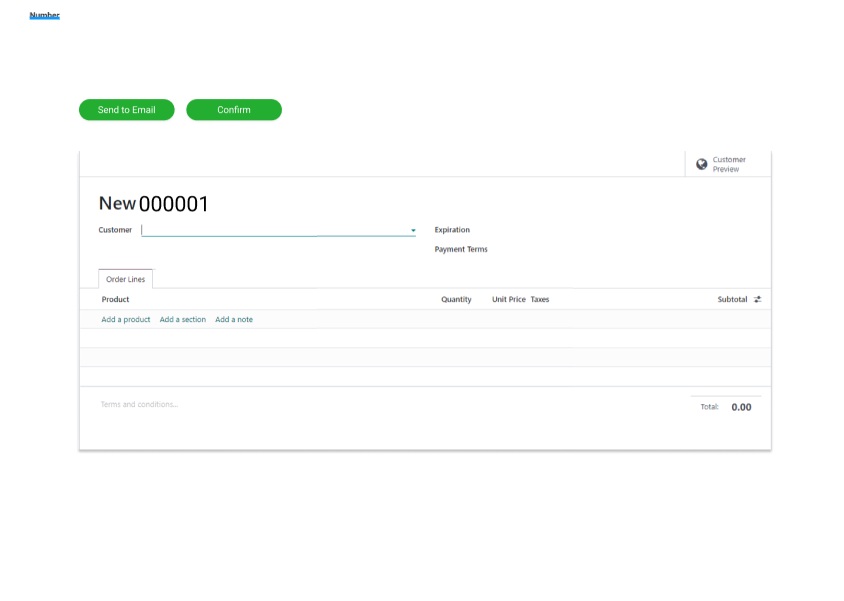 Number
Send to Email Confirm
Customer
Preview
New 000001
Customer Expiration
Payment Terms
Order Lines
Product Quantity Unit Price Taxes Subtotal
Add a product Add a section Add a note
Terms and conditions... Total: 0.00